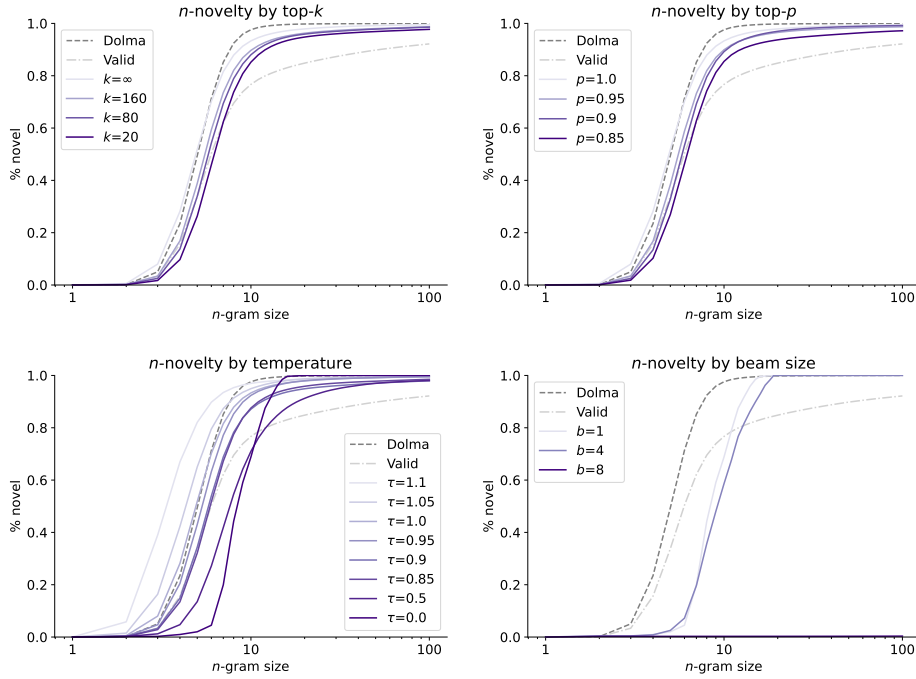 n-novelty by top-k
% novel
1.0
0.8
0.6
0.4
0.2
0.0
Dolma
Valid
k=∞
k=160
k=80
k=20
1
10
100
n-gram size
n-novelty by top-p
% novel
1.0
0.8
0.6
0.4
0.2
0.0
Dolma
Valid
p=1.0
p=0.95
p=0.9
p=0.85
1
10
100
n-gram size
n-novelty by temperature
% novel
1.0
0.8
0.6
0.4
0.2
0.0
Dolma
Valid
τ=1.1
τ=1.05
τ=1.0
τ=0.95
τ=0.9
τ=0.85
τ=0.5
τ=0.0
1
10
100
n-gram size
n-novelty by beam size
% novel
1.0
0.8
0.6
0.4
0.2
0.0
Dolma
Valid
b=1
b=4
b=8
1
10
100
n-gram size